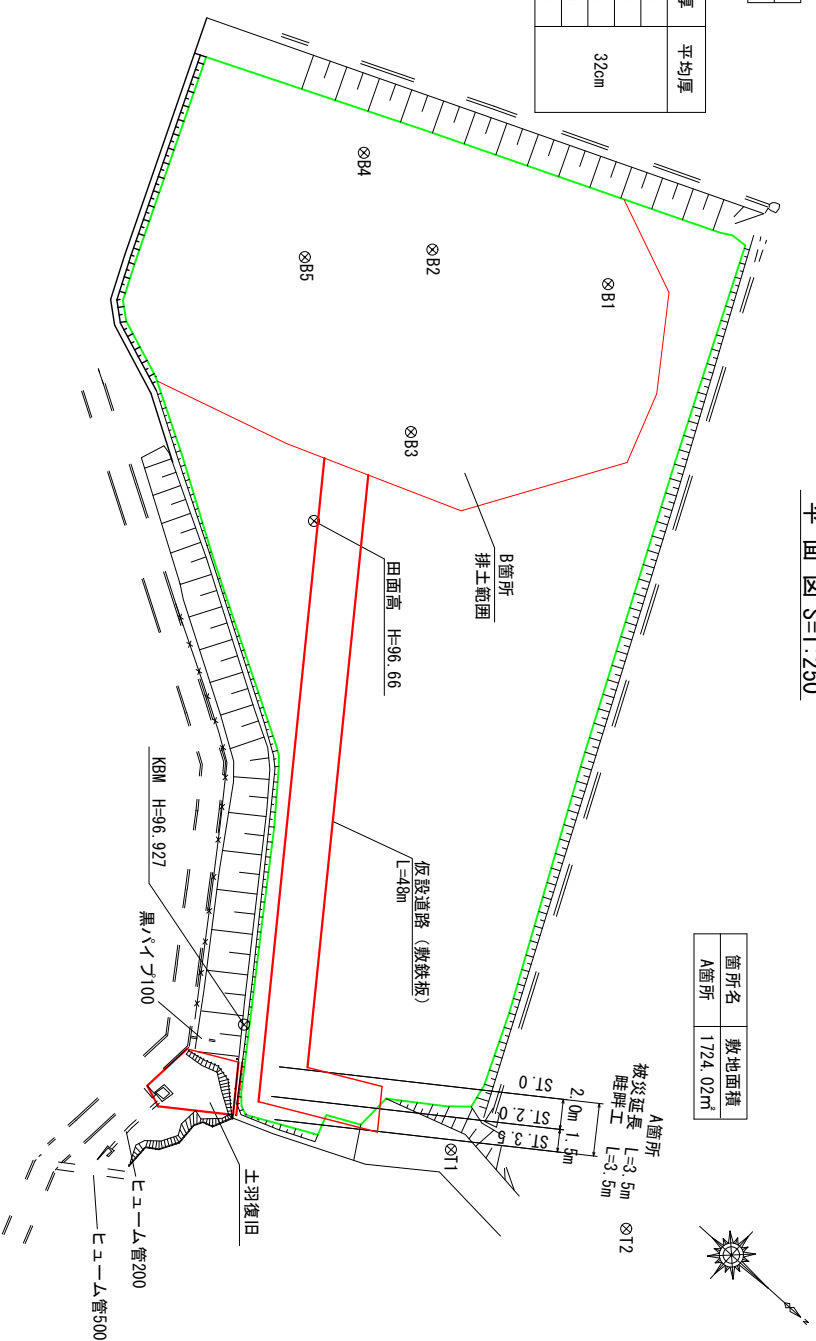 平面図 S=1:250
厚
平均厚
32cm
箇所名
敷地面積
A箇所
1724.02㎡
A箇所
被災延長 L=3.5m
畦畔工 L=3.5m
2.0m
1.5m
ST.0
ST.2.0
ST.3.5
T1
T2
B1
B2
B3
B4
B5
B箇所
排土範囲
田面高 H=96.66
仮設道路(敷鉄板)
L=48m
KBM H=96.927
黒パイプ100
土羽復旧
ヒューム管200
ヒューム管500
N